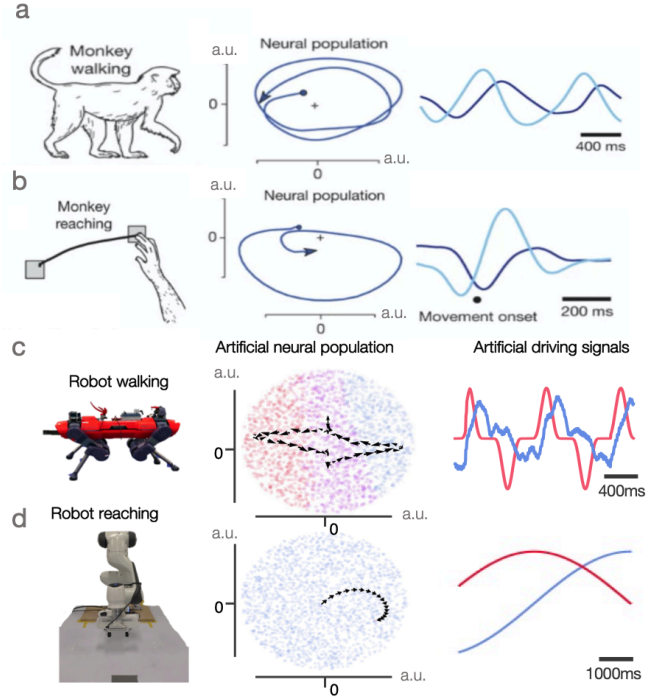 a
Monkey
walking
a.u.
Neural population
0
0
a.u.
400 ms
b
Monkey
reaching
a.u.
Neural population
0
0
a.u.
Movement onset
200 ms
c
Artificial neural population
Artificial driving signals
Robot walking
a.u.
0
0
a.u.
400ms
d
Robot reaching
a.u.
0
0
a.u.
1000ms